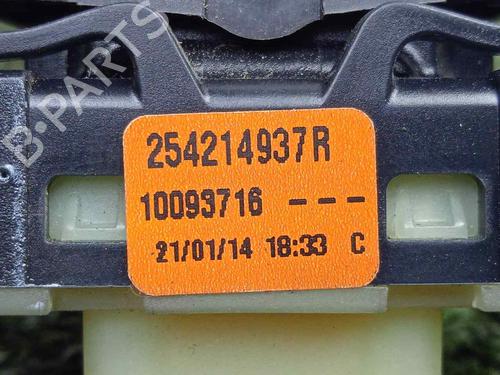 B-PARTS
254214937R
10093716 ---
21/01/14 18:33 C